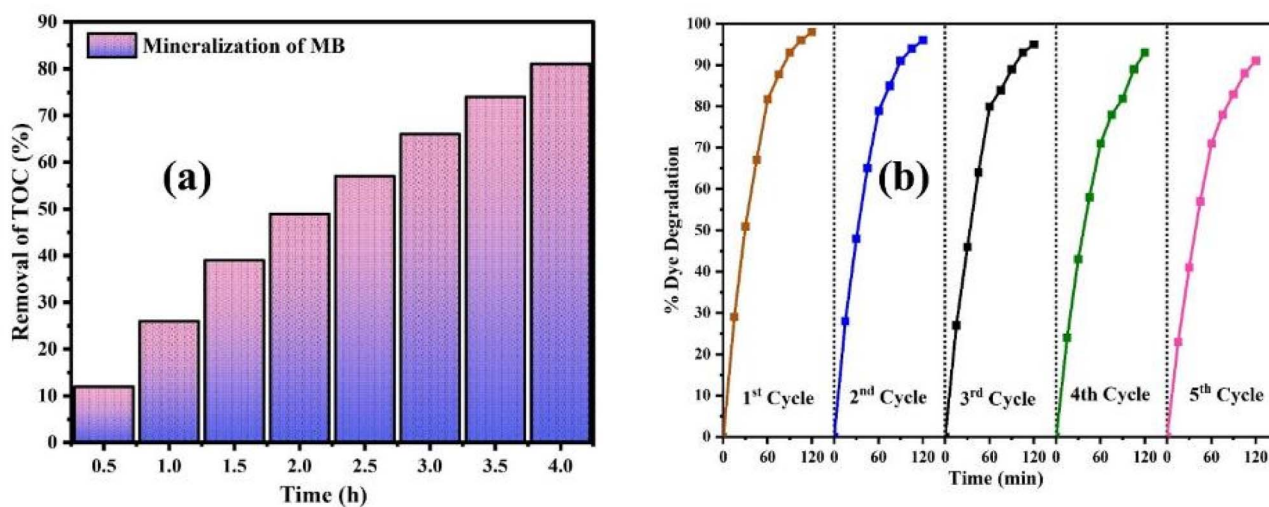 90
80
70
60
50
40
30
20
10
0
Removal of TOC (%)
Mineralization of MB
(a)
0.5 1.0 1.5 2.0 2.5 3.0 3.5 4.0
Time (h)
100
90
80
70
60
50
40
30
20
10
0
% Dye Degradation
(b)
1st Cycle 2nd Cycle 3rd Cycle 4th Cycle 5th Cycle
0 60 120 0 60 120 0 60 120 0 60 120 0 60 120
Time (min)